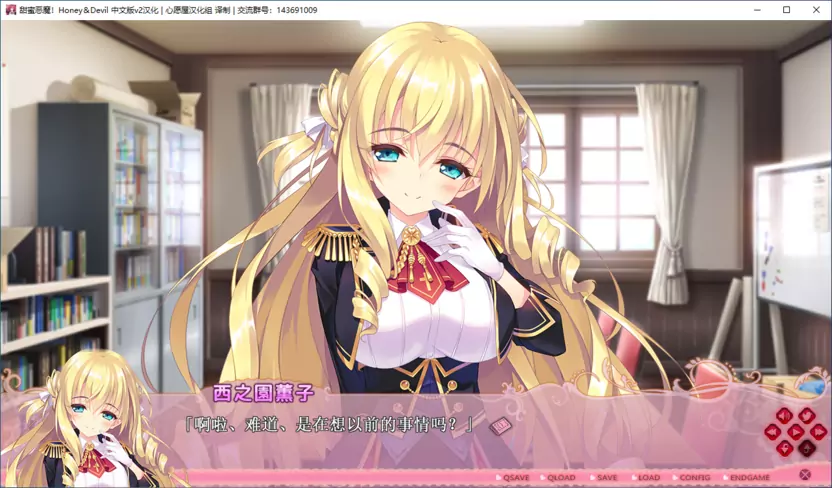 甜蜜恶魔！Honey＆Devil 中文版v2汉化 | 心愿屋汉化组 译制 | 交流群号：143691009
西之園薫子
「啊啦、难道、是在想以前的事情吗？」
QSAVE QLOAD SAVE LOAD CONFIG ENDGAME